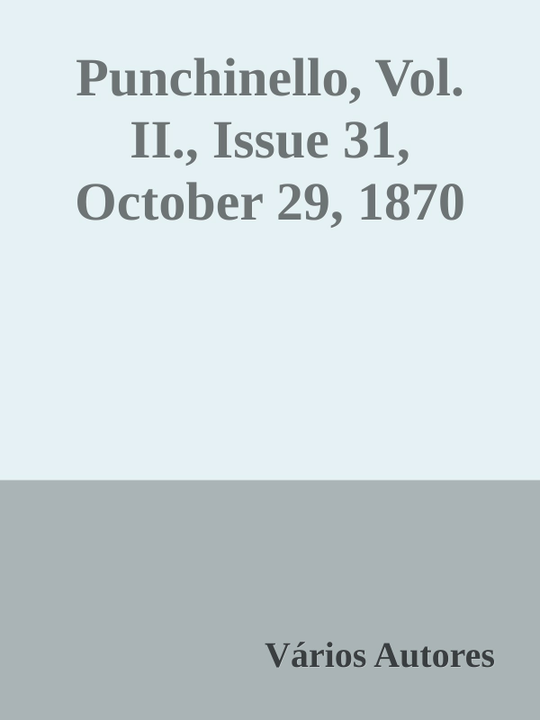 Punchinello, Vol.
II., Issue 31,
October 29, 1870
Vários Autores